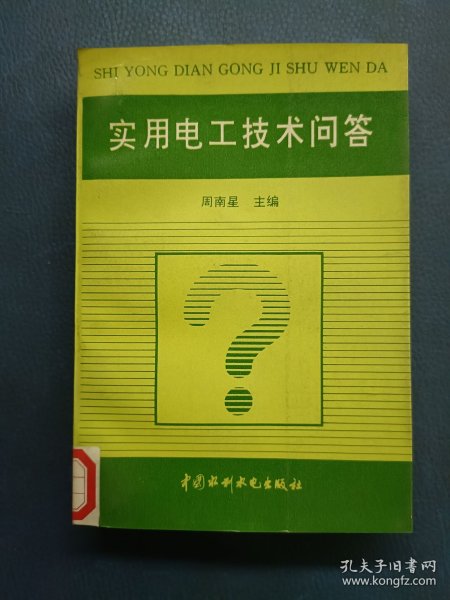 SHI YONG DIAN GONG JI SHU WEN DA
实用电工技术问答
周南星 主编
?
中国水利水电出版社
孔夫子旧书网
www.kongfz.com